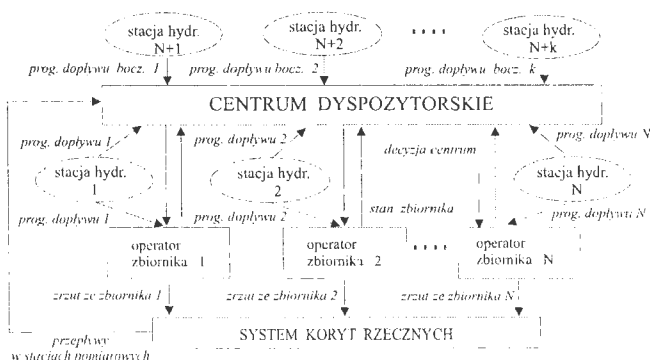 stacja hydr. N+1
stacja hydr. N+2
stacja hydr. N+k
prog. dopływu bocz. 1
prog. dopływu bocz. 2
prog. dopływu bocz. k
CENTRUM DYSPOZYTORSKIE
prog. dopływu 1
prog. dopływu 2
decyzja centrum
prog. dopływu N
stacja hydr. 1
stacja hydr. 2
stacja hydr. N
prog. dopływu 1
prog. dopływu 2
stan zbiornika
prog. dopływu N
operator zbiornika 1
operator zbiornika 2
operator zbiornika N
zrzut ze zbiornika 1
zrzut ze zbiornika 2
zrzut ze zbiornika N
przepływy
w stacjach pomiarowych
SYSTEM KORYT RZECZNYCH